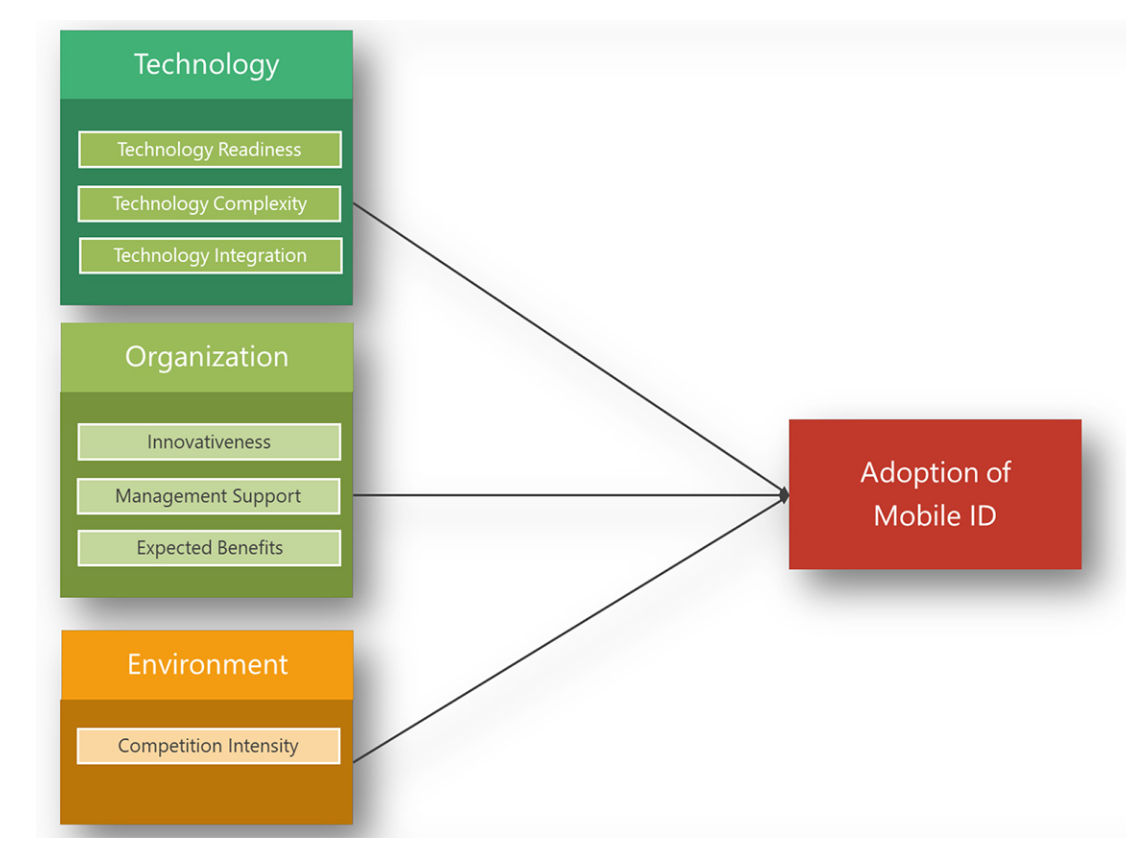 Technology
Technology Readiness
Technology Complexity
Technology Integration
Organization
Innovativeness
Management Support
Expected Benefits
Environment
Competition Intensity
Adoption of
Mobile ID